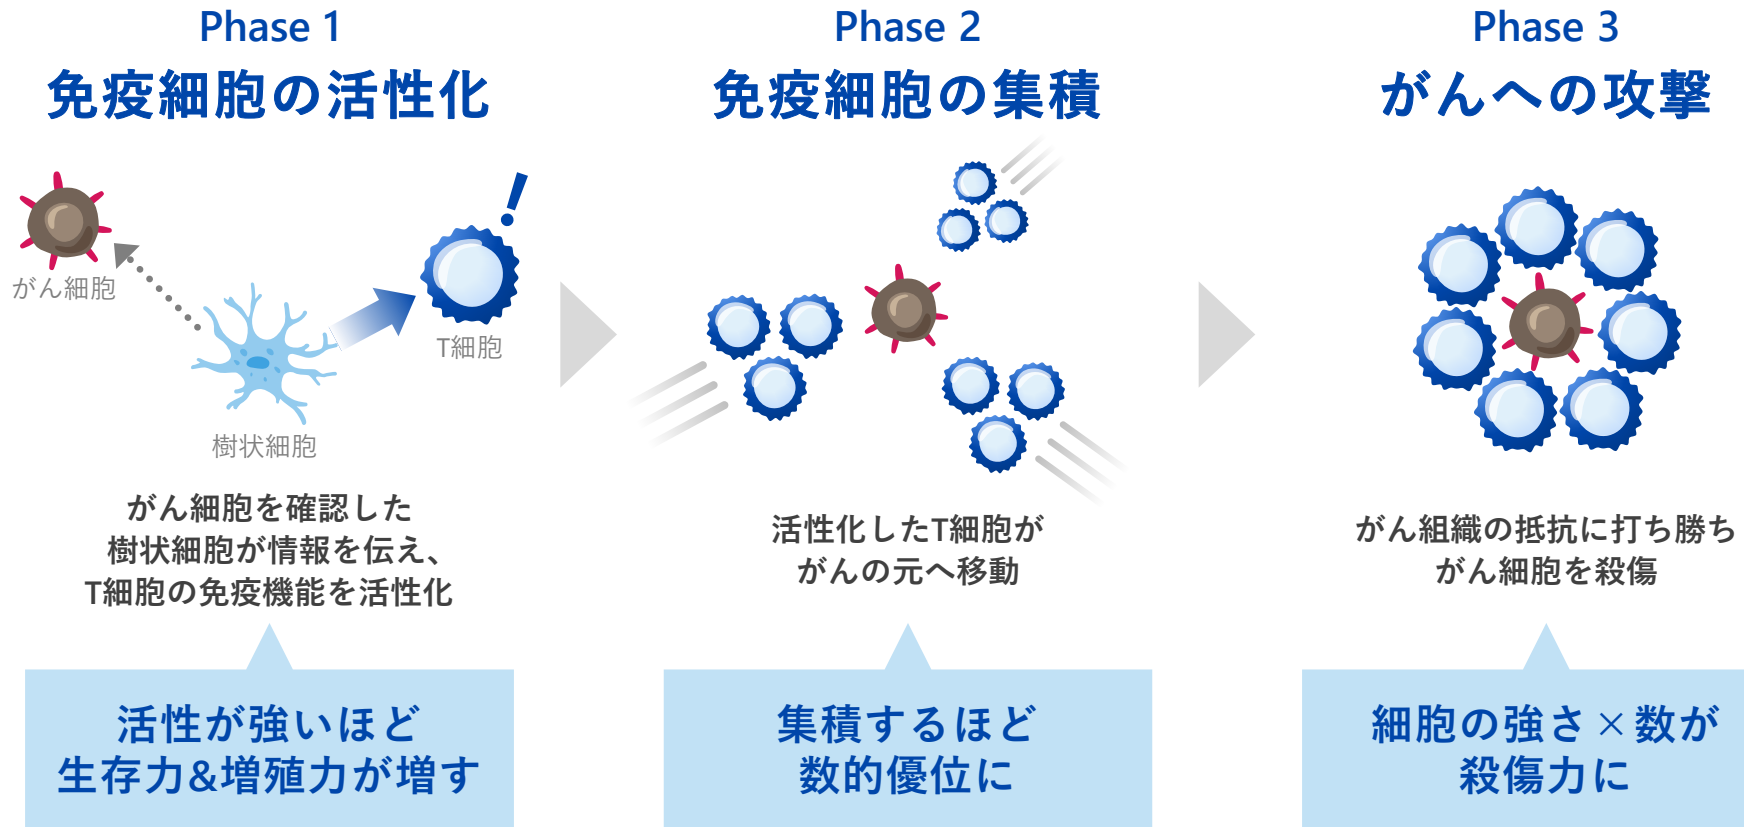 Phase 1
免疫細胞の活性化
がん細胞
T細胞
樹状細胞
がん細胞を確認した
樹状細胞が情報を伝え、
T細胞の免疫機能を活性化
活性が強いほど
生存力&増殖力が増す
Phase 2
免疫細胞の集積
活性化したT細胞が
がんの元へ移動
集積するほど
数的優位に
Phase 3
がんへの攻撃
がん組織の抵抗に打ち勝ち
がん細胞を殺傷
細胞の強さ×数が
殺傷力に